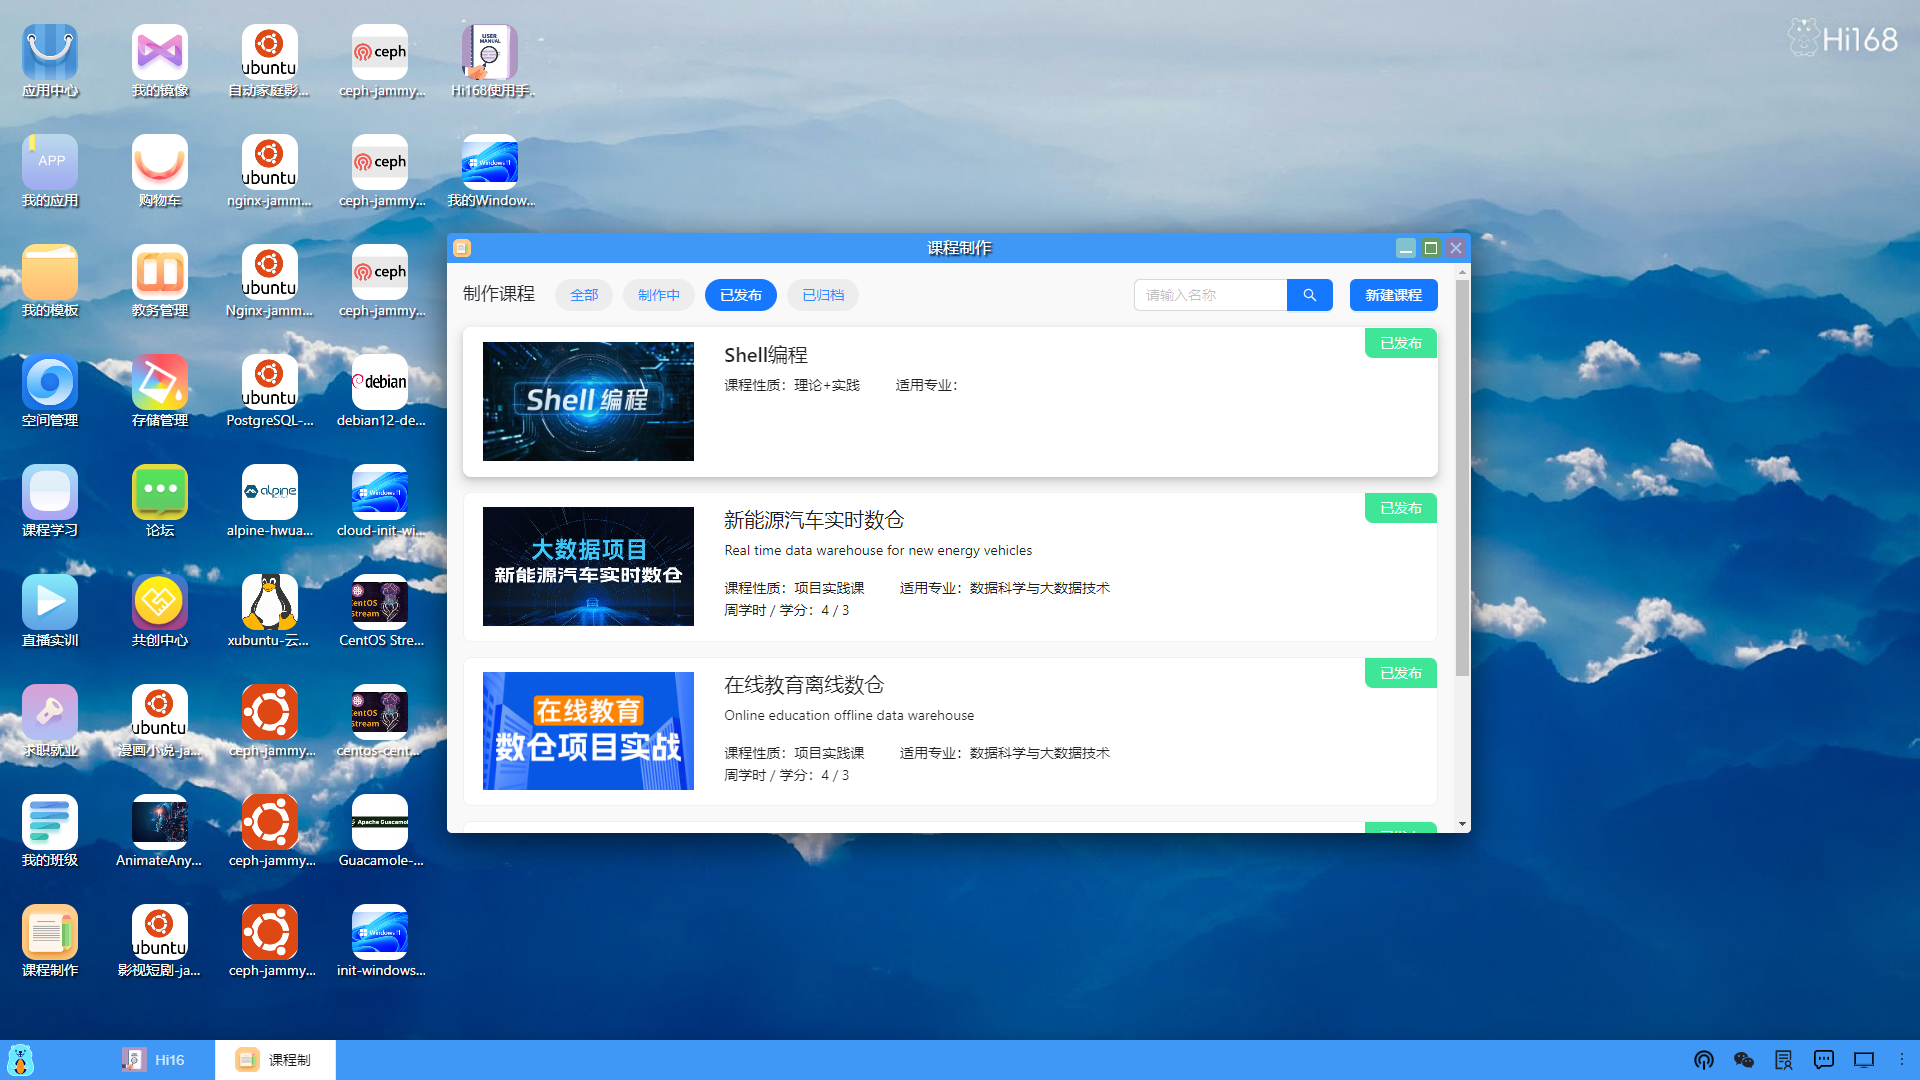 应用中心
我的镜像
ubuntu
自动家庭影...
ceph
ceph-jammy...
USER MANUAL
Hi168使用手..
Hi168
APP
我的应用
购物车
ubuntu
nginx-jamm...
ceph
ceph-jammy...
Windows 11
我的Window...
我的模板
教务管理
ubuntu
Nginx-jamm...
ceph
ceph-jammy...
空间管理
存储管理
ubuntu
PostgreSQL-...
debian
debian12-de...
课程学习
论坛
alpine
alpine-hwua...
Windows 11
cloud-init-wi...
直播实训
共创中心
xubuntu-云...
CentOS Stream
CentOS Stre...
求职就业
ubuntu
漫画小说-ja...
ceph-jammy...
CentOS Stream
centos-cent...
我的班级
AnimateAny...
ceph-jammy...
Apache Guacamol
Guacamole-...
课程制作
ubuntu
影视短剧-ja...
ceph-jammy...
Windows 11
init-windows...
课程制作
制作课程
全部
制作中
已发布
已归档
请输入名称
新建课程
Shell 编程
Shell编程
课程性质：理论+实践 适用专业：
已发布
大数据项目
新能源汽车实时数仓
新能源汽车实时数仓
Real time data warehouse for new energy vehicles
课程性质：项目实践课 适用专业：数据科学与大数据技术
周学时 / 学分：4 / 3
已发布
在线教育
数仓项目实战
在线教育离线数仓
Online education offline data warehouse
课程性质：项目实践课 适用专业：数据科学与大数据技术
周学时 / 学分：4 / 3
已发布
Hi16
课程制